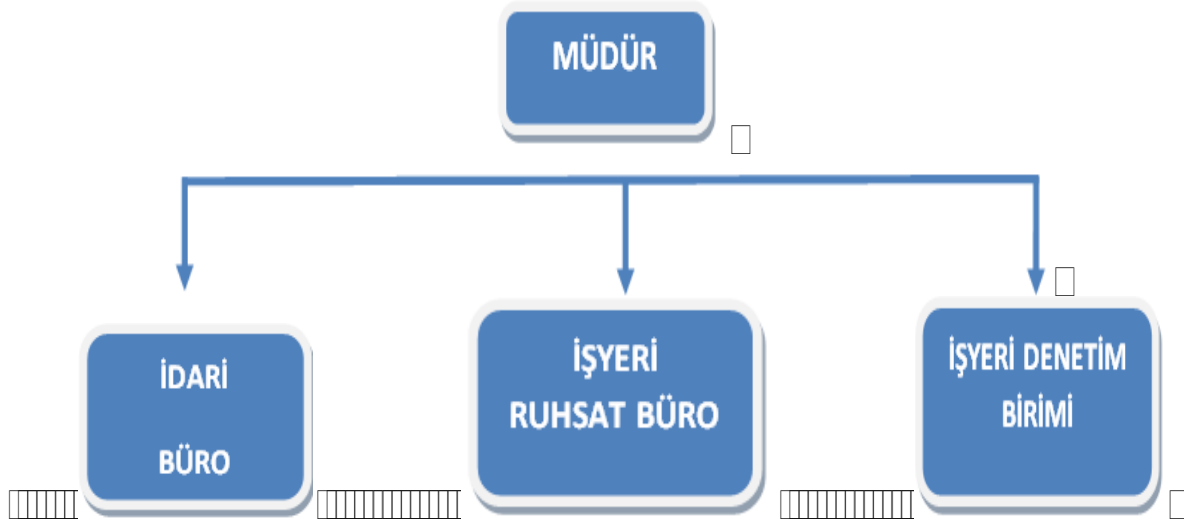 MÜDÜR
İDARİ
BÜRO
İŞYERİ
RUHSAT BÜRO
İŞYERİ DENETİM
BİRİMİ